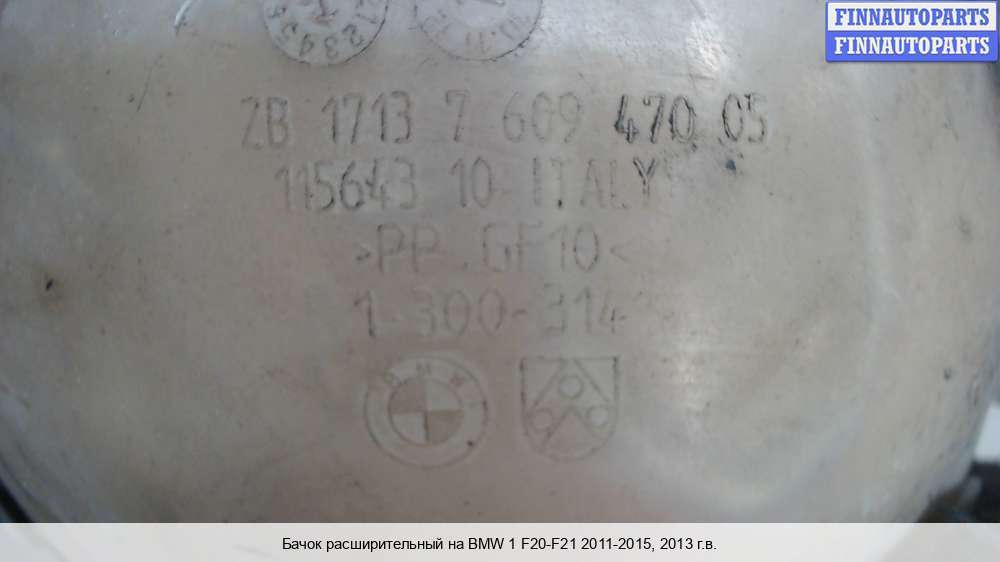 FINNAUTOPARTS
FINNAUTOPARTS
ZB 1713 7 609 470 05
115643 10 ITALY
>PP.GF10<
1-300-314
BMW
Бачок расширительный на BMW 1 F20-F21 2011-2015, 2013 г.в.